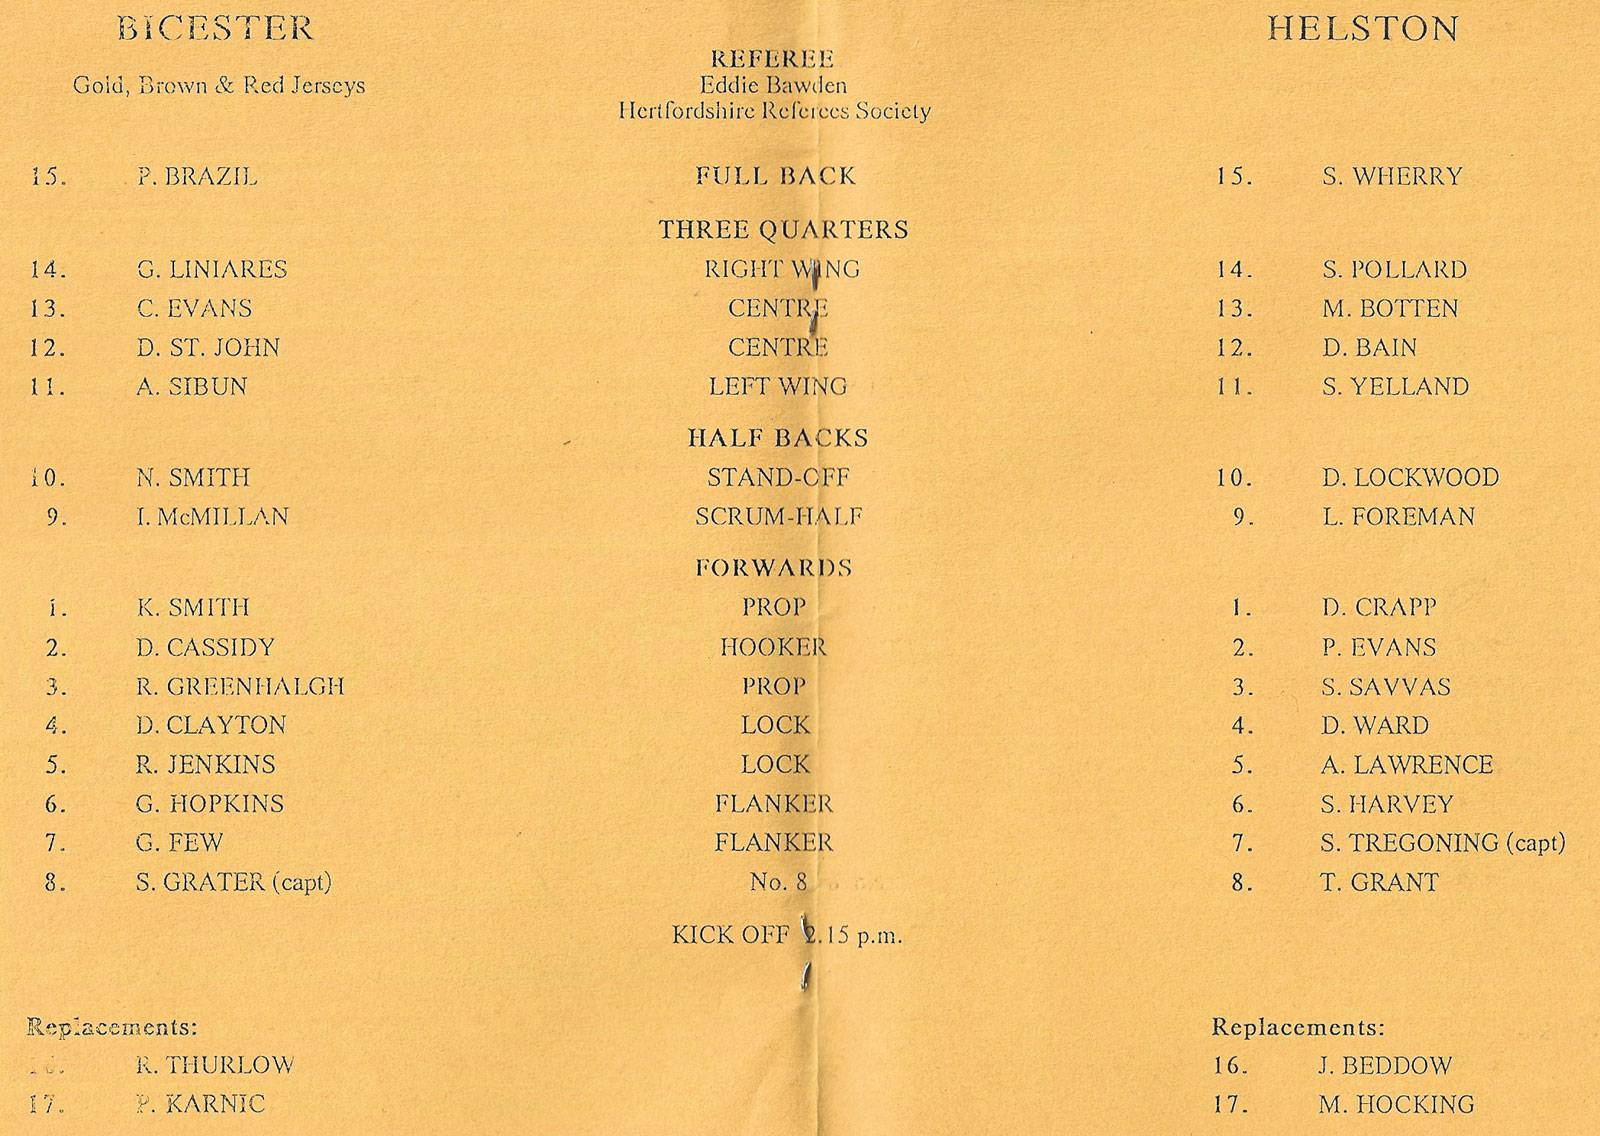 BICESTER HELSTON
REFEREE
Gold, Brown & Red Jerseys Eddie Bawden
Hertfordshire Referees Society
15. P. BRAZIL FULL BACK 15. S. WHERRY
THREE QUARTERS
14. G. LINIARES RIGHT WING 14. S. POLLARD
13. C. EVANS CENTRE 13. M. BOTTEN
12. D. ST. JOHN CENTRE 12. D. BAIN
11. A. SIBUN LEFT WING 11. S. YELLAND
HALF BACKS
10. N. SMITH STAND-OFF 10. D. LOCKWOOD
9. I. McMILLAN SCRUM-HALF 9. L. FOREMAN
FORWARDS
1. K. SMITH PROP 1. D. CRAPP
2. D. CASSIDY HOOKER 2. P. EVANS
3. R. GREENHALGH PROP 3. S. SAVVAS
4. D. CLAYTON LOCK 4. D. WARD
5. R. JENKINS LOCK 5. A. LAWRENCE
6. G. HOPKINS FLANKER 6. S. HARVEY
7. G. FEW FLANKER 7. S. TREGONING (capt)
8. S. GRATER (capt) No. 8 8. T. GRANT
KICK OFF 2.15 p.m.
Replacements: Replacements:
16. R. THURLOW 16. J. BEDDOW
17. P. KARNIC 17. M. HOCKING